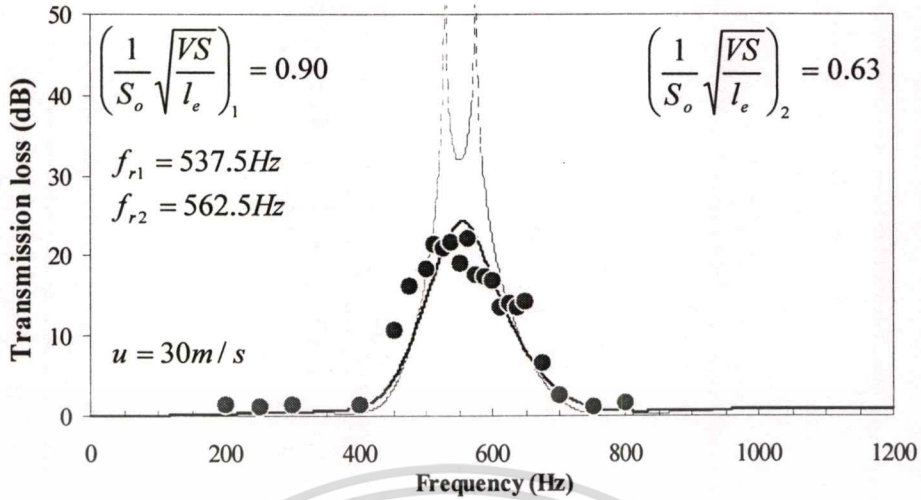 Transmission loss (dB)
50
40
30
20
10
0
(1/S_o √(VS/l_e))_1 = 0.90
(1/S_o √(VS/l_e))_2 = 0.63
f_r1 = 537.5Hz
f_r2 = 562.5Hz
u = 30m/s
0 200 400 600 800 1000 1200
Frequency (Hz)